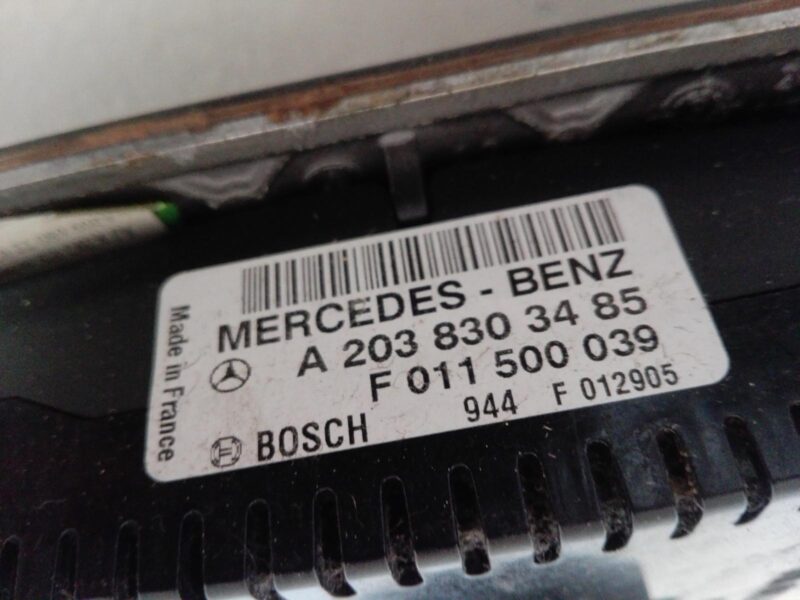 MERCEDES - BENZ
A 203 830 34 85
F 011 500 039
BOSCH 944 F 012905
Made in France